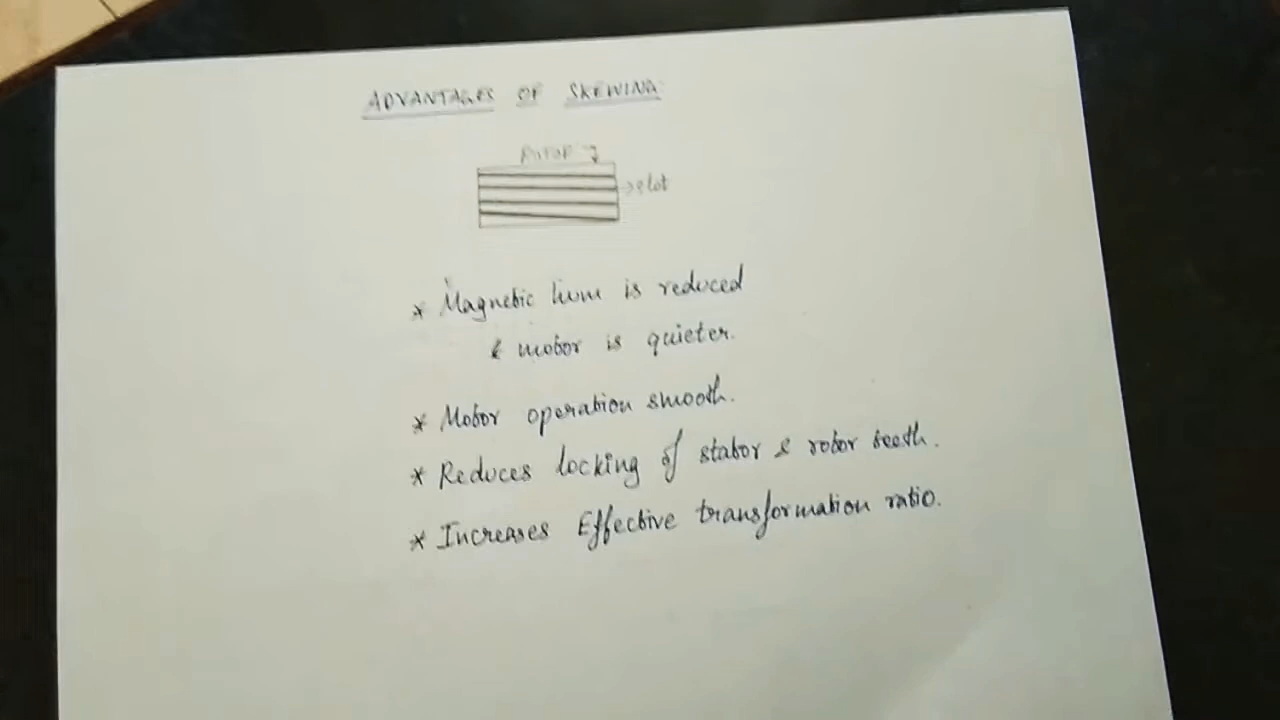 ADVANTAGES OF SKEWING
ROTOR
slot
* Magnetic hum is reduced
& motor is quieter.
* Motor operation smooth.
* Reduces locking of stator & rotor teeth.
* Increases Effective transformation ratio.